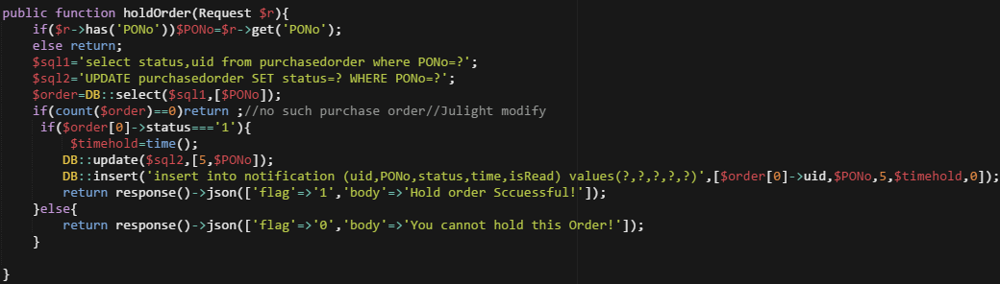 public function holdOrder(Request $r){
    if($r->has('PONo'))$PONo=$r->get('PONo');
    else return;
    $sql1='select status,uid from purchasedorder where PONo=?';
    $sql2='UPDATE purchasedorder SET status=? WHERE PONo=?';
    $order=DB::select($sql1,[$PONo]);
    if(count($order)==0)return ;//no such purchase order//Julight modify
     if($order[0]->status==='1'){
         $timehold=time();
        DB::update($sql2,[5,$PONo]);
        DB::insert('insert into notification (uid,PONo,status,time,isRead) values(?,?,?,?,?)',[$order[0]->uid,$PONo,5,$timehold,0]);
        return response()->json(['flag'=>'1','body'=>'Hold order Sccuessful!']);
    }else{
        return response()->json(['flag'=>'0','body'=>'You cannot hold this Order!']);
    }
}